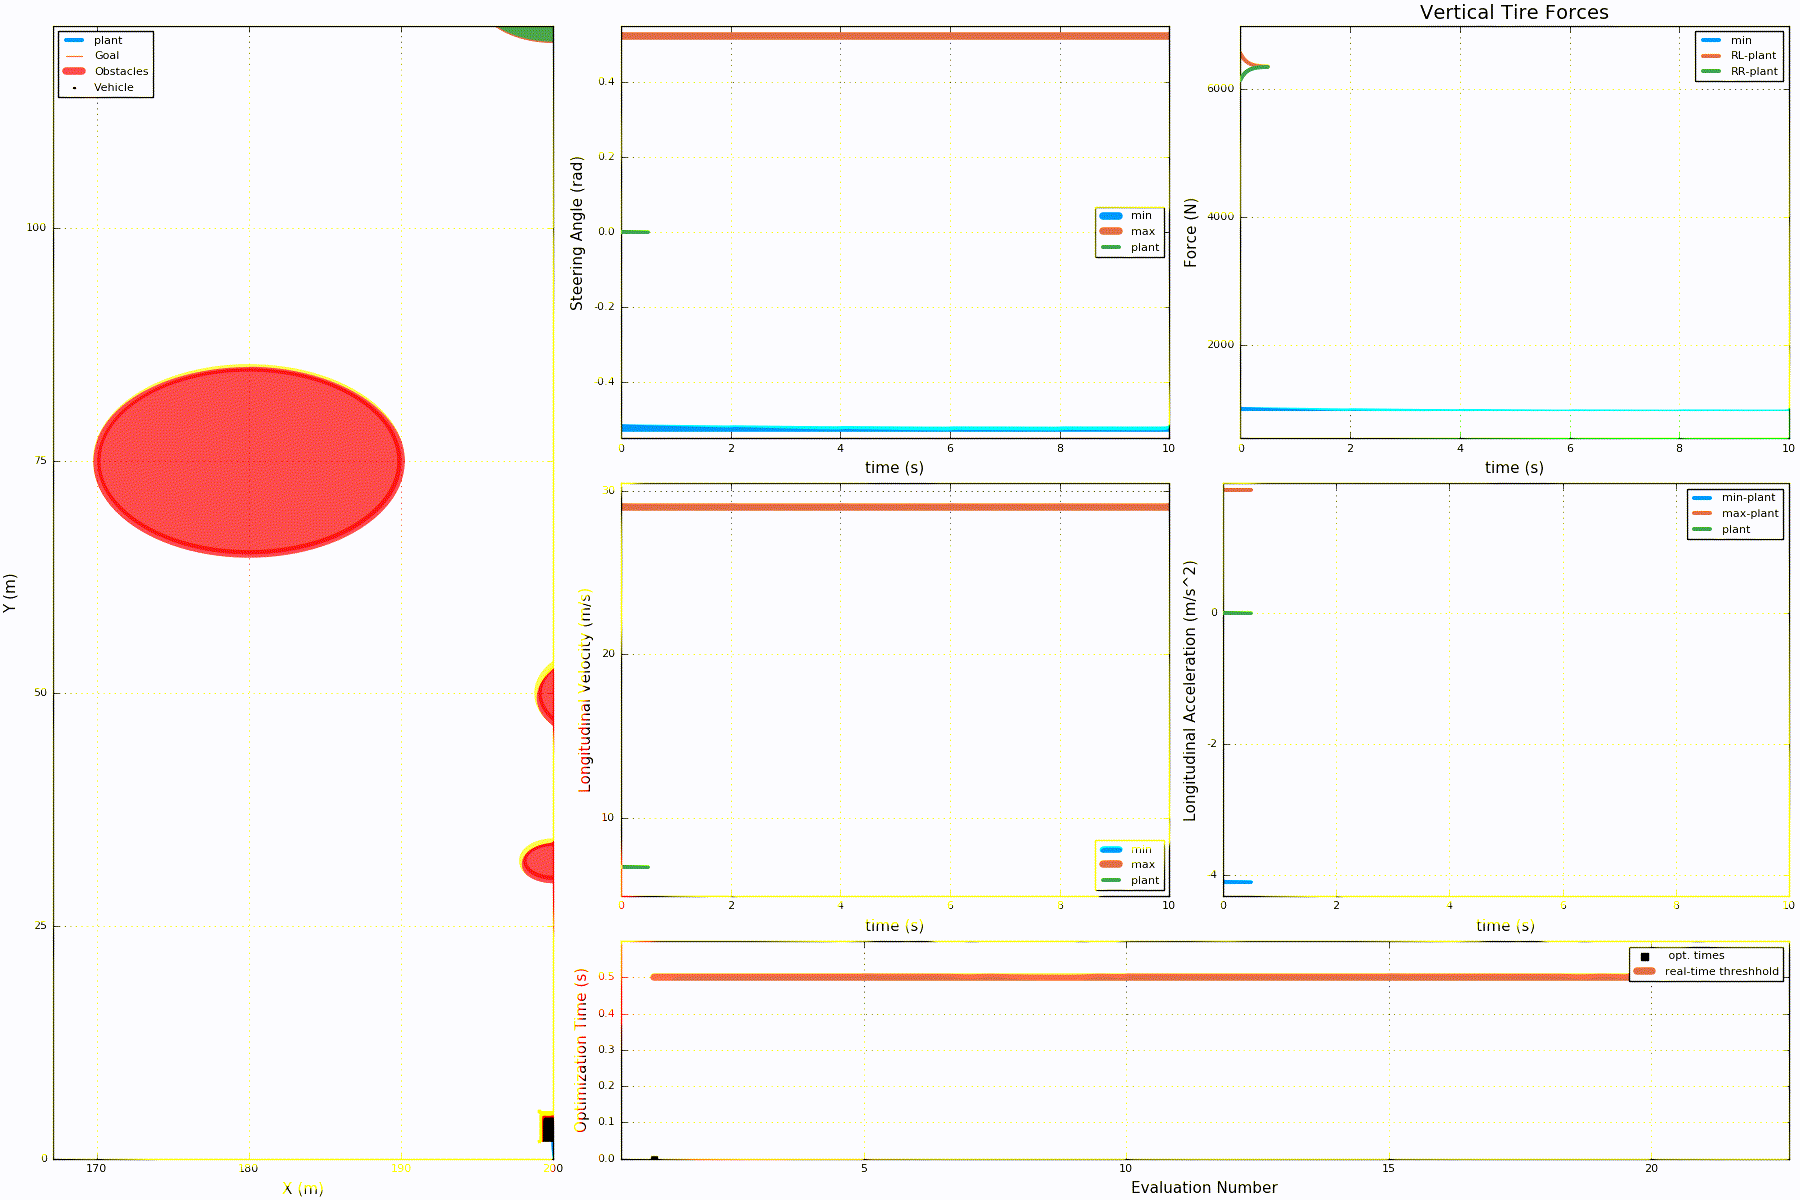 plant
Goal
Obstacles
Vehicle
100
75
50
25
0
Y (m)
170
180
190
200
X (m)
0.4
0.2
0.0
-0.2
-0.4
Steering Angle (rad)
min
max
plant
0 2 4 6 8 10
time (s)
Vertical Tire Forces
6000
4000
2000
Force (N)
min
RL-plant
RR-plant
0 2 4 6 8 10
time (s)
30
20
10
Longitudinal Velocity (m/s)
min
max
plant
0 2 4 6 8 10
time (s)
0
-2
-4
Longitudinal Acceleration (m/s^2)
min-plant
max-plant
plant
0 2 4 6 8 10
time (s)
0.5
0.4
0.3
0.2
0.1
0.0
Optimization Time (s)
opt. times
real-time threshhold
5 10 15 20
Evaluation Number